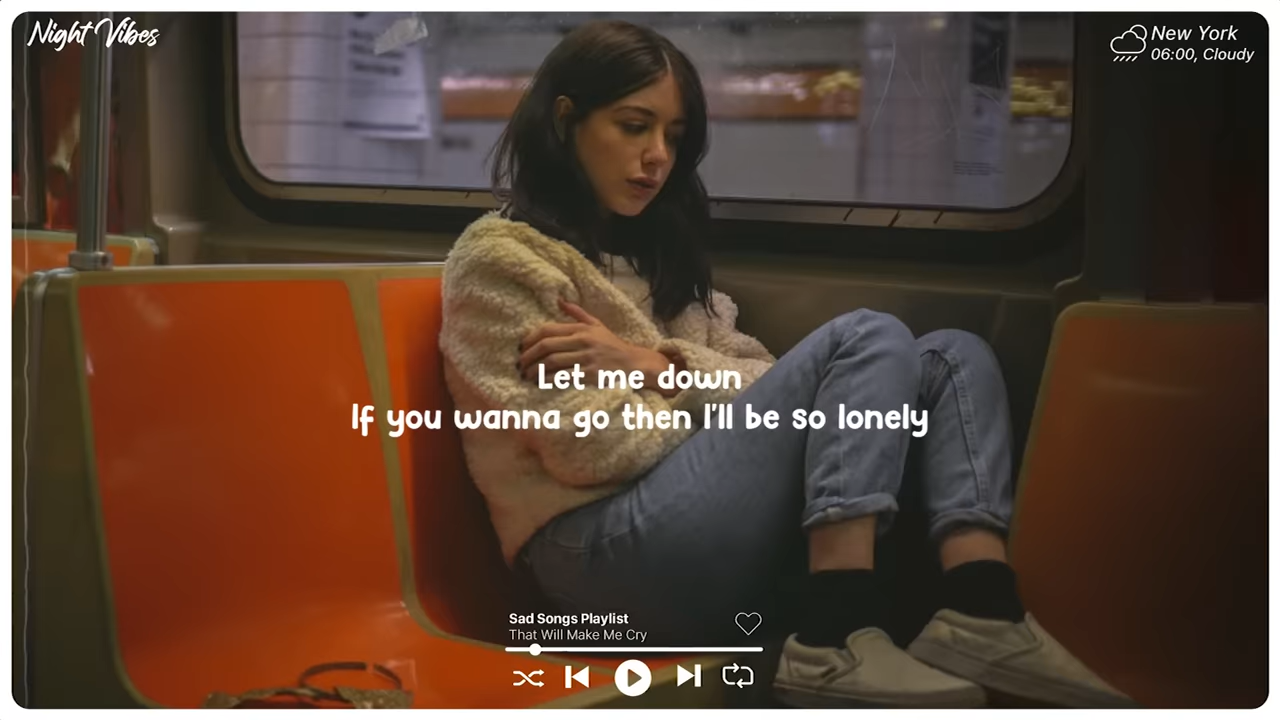 Night Vibes
New York
06:00, Cloudy
Let me down
If you wanna go then I'll be so lonely
Sad Songs Playlist
That Will Make Me Cry